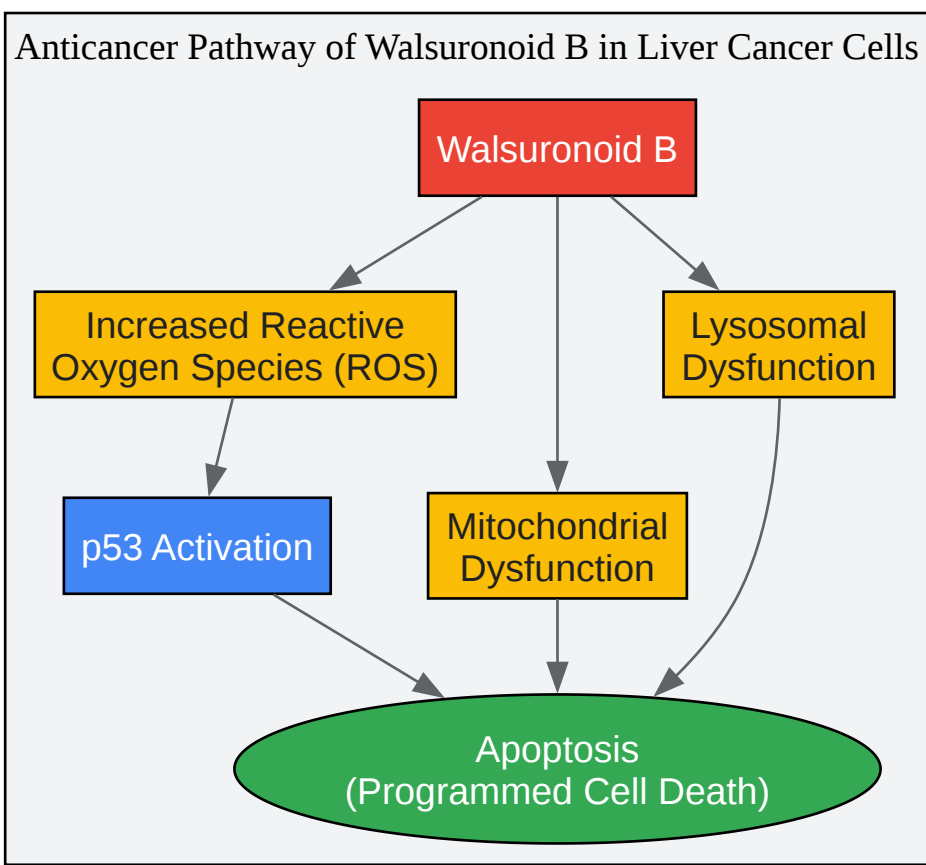 Anticancer Pathway of Walsuronoid B in Liver Cancer Cells
Walsuronoid B
Increased Reactive
Oxygen Species (ROS)
Lysosomal
Dysfunction
p53 Activation
Mitochondrial
Dysfunction
Apoptosis
(Programmed Cell Death)